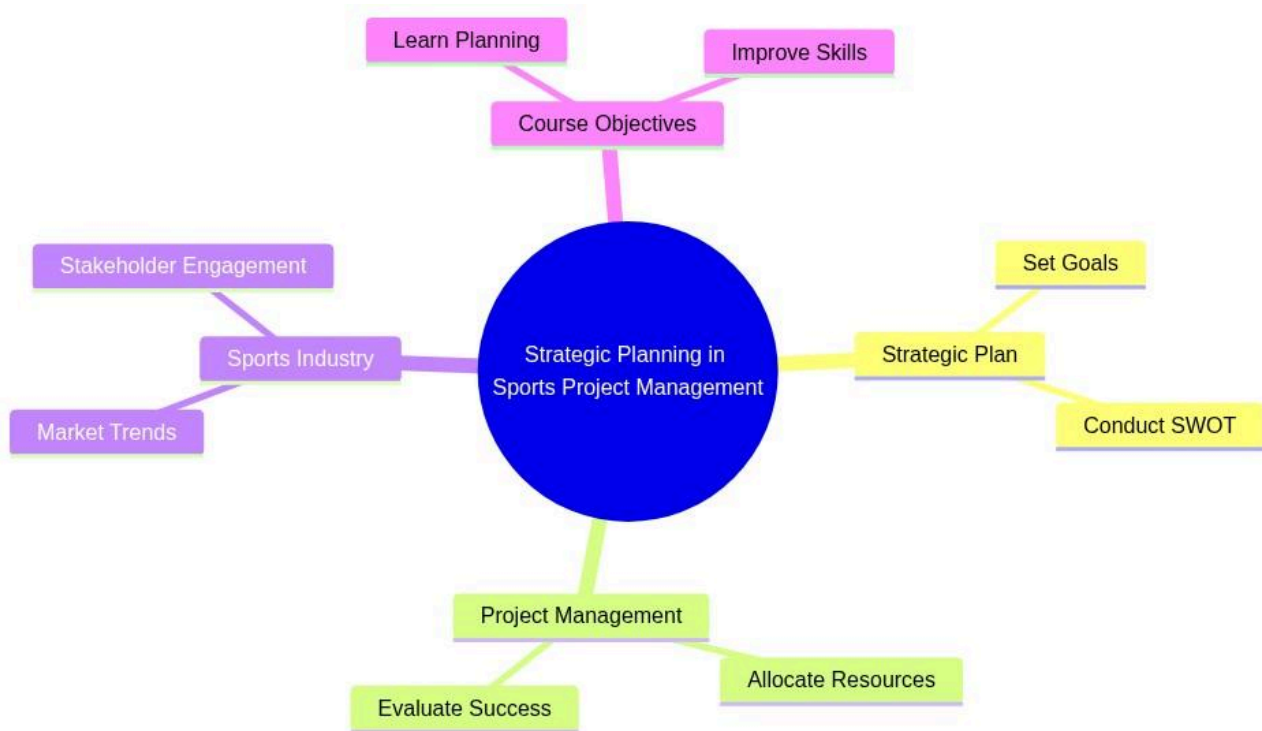 Learn Planning
Improve Skills
Course Objectives
Stakeholder Engagement
Sports Industry
Market Trends
Strategic Planning in
Sports Project Management
Set Goals
Strategic Plan
Conduct SWOT
Project Management
Allocate Resources
Evaluate Success